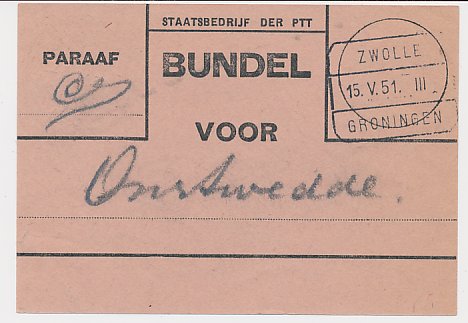 STAATSBEDRIJF DER PTT
PARAAF
BUNDEL
VOOR
ZWOLLE
15.V.51. III
GRONINGEN
Onstwedde.